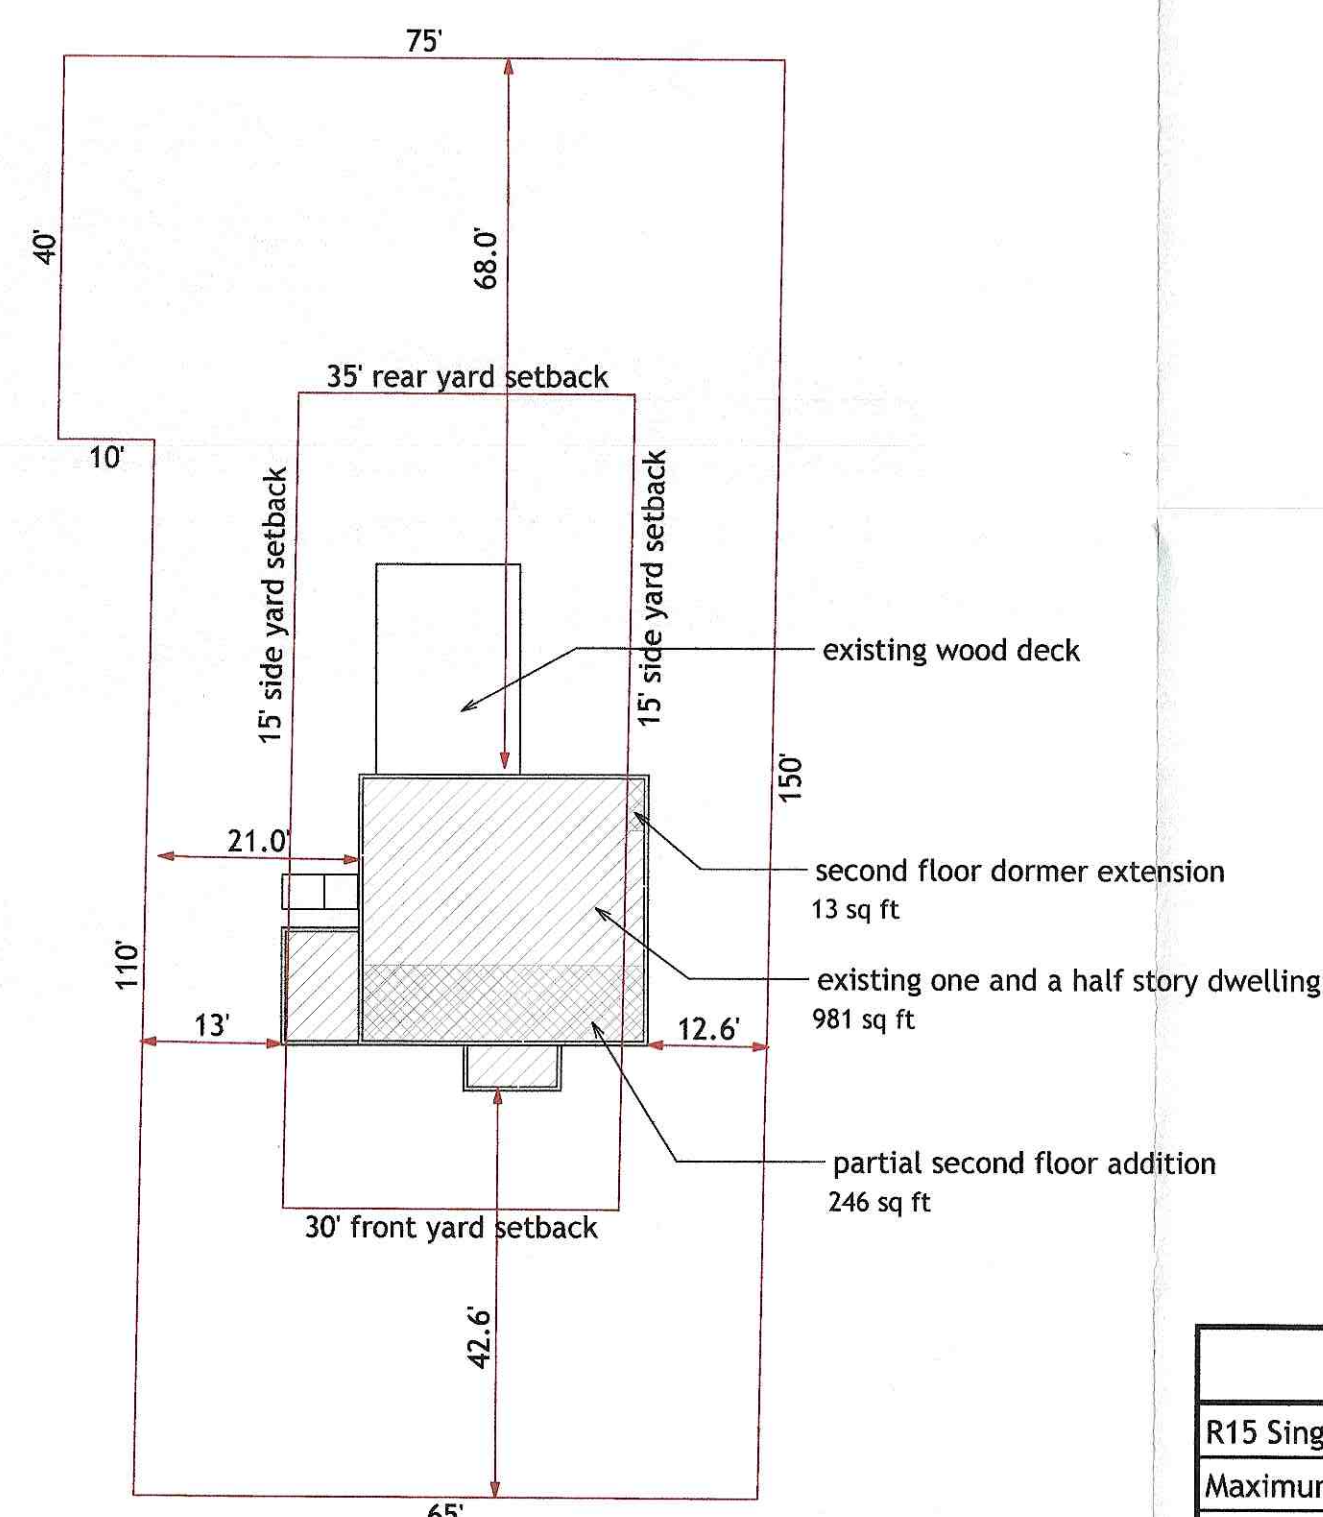 75'
40'
68.0'
35' rear yard setback
10'
15' side yard setback
15' side yard setback
existing wood deck
150'
21.0'
second floor dormer extension
13 sq ft
110'
existing one and a half story dwelling
981 sq ft
13'
12.6'
partial second floor addition
246 sq ft
30' front yard setback
42.6'
R15 Sing
Maximum
65'